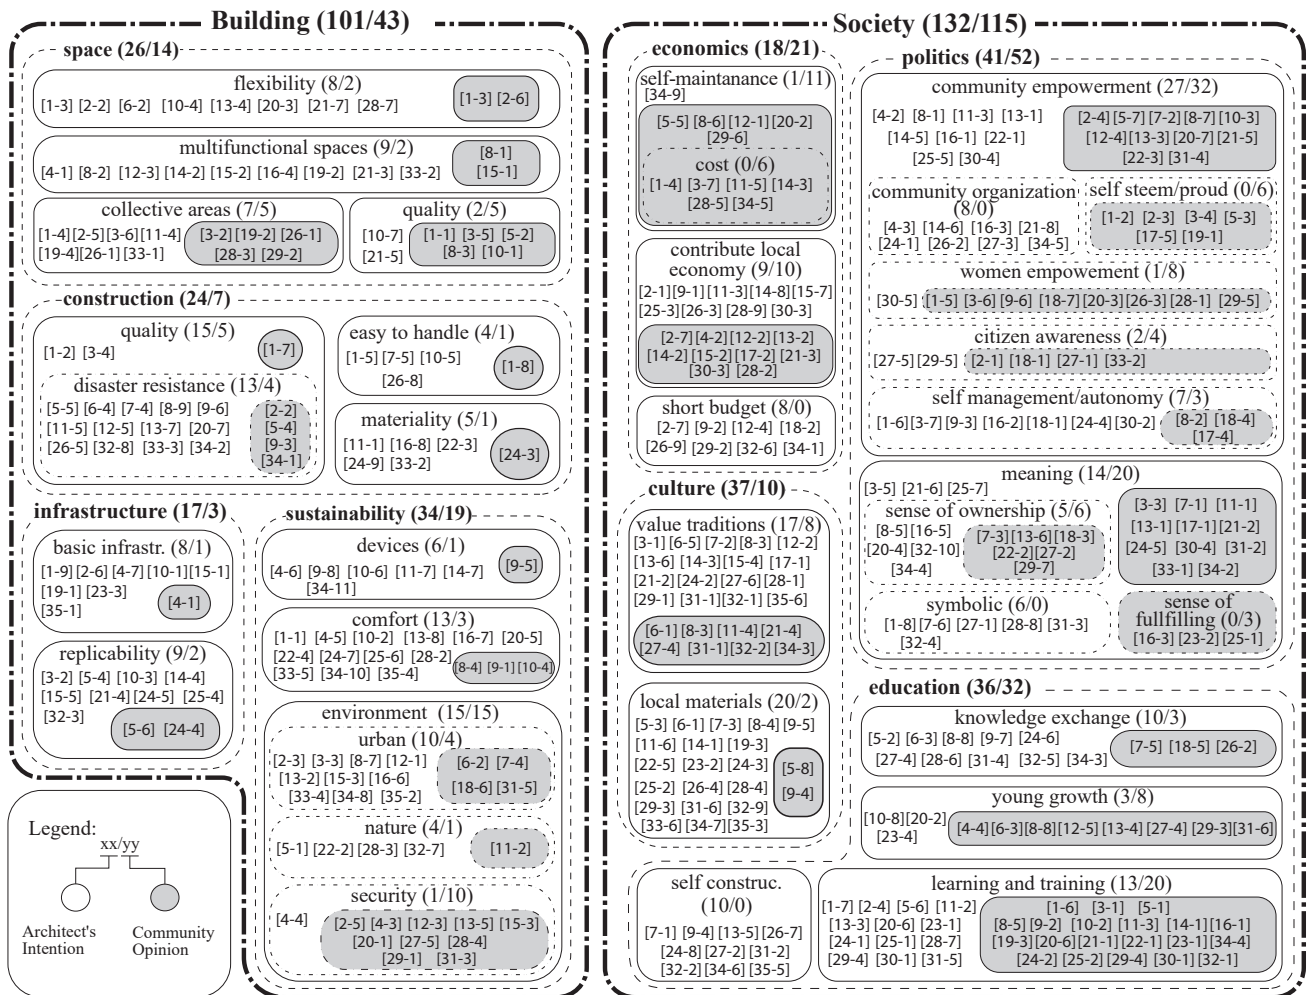 Building (101/43)
space (26/14)
flexibility (8/2)
[1-3] [2-2] [6-2] [10-4] [13-4] [20-3] [21-7] [28-7]
[1-3] [2-6]
multifunctional spaces (9/2)
[4-1] [8-2] [12-3] [14-2] [15-2] [16-4] [19-2] [21-3] [33-2]
[8-1]
[15-1]
collective areas (7/5)
[1-4][2-5][3-6][11-4]
[19-4][26-1] [33-1]
[3-2][19-2] [26-1]
[28-3] [29-2]
quality (2/5)
[10-7]
[21-5]
[1-1] [3-5] [5-2]
[8-3] [10-1]
construction (24/7)
quality (15/5)
[1-2] [3-4]
[1-7]
disaster resistance (13/4)
[5-5] [6-4] [7-4] [8-9] [9-6]
[11-5] [12-5] [13-7] [20-7]
[26-5] [32-8] [33-3] [34-2]
[2-2]
[5-4]
[9-3]
[34-1]
easy to handle (4/1)
[1-5] [7-5] [10-5]
[26-8]
[1-8]
materiality (5/1)
[11-1] [16-8] [22-3]
[24-9] [33-2]
[24-3]
infrastructure (17/3)
basic infrastr. (8/1)
[1-9] [2-6] [4-7] [10-1][15-1]
[19-1] [23-3]
[35-1]
[4-1]
replicability (9/2)
[3-2] [5-4] [10-3] [14-4]
[15-5] [21-4] [24-5] [25-4]
[32-3]
[5-6] [24-4]
sustainability (34/19)
devices (6/1)
[4-6] [9-8] [10-6] [11-7] [14-7]
[34-11]
[9-5]
comfort (13/3)
[1-1] [4-5] [10-2] [13-8] [16-7] [20-5]
[22-4] [24-7] [25-6] [28-2]
[33-5] [34-10] [35-4]
[8-4] [9-1] [10-4]
environment (15/15)
urban (10/4)
[2-3] [3-3] [8-7] [12-1]
[13-2] [15-3] [16-6]
[33-4][34-8] [35-2]
[6-2] [7-4]
[18-6] [31-5]
nature (4/1)
[5-1] [22-2] [28-3] [32-7]
[11-2]
security (1/10)
[4-4]
[2-5] [4-3] [12-3] [13-5] [15-3]
[20-1] [27-5] [28-4]
[29-1] [31-3]
Legend:
xx/yy
Architect's
Intention
Community
Opinion
Society (132/115)
economics (18/21)
self-maintanance (1/11)
[34-9]
[5-5] [8-6] [12-1] [20-2]
[29-6]
cost (0/6)
[1-4] [3-7] [11-5] [14-3]
[28-5] [34-5]
contribute local
economy (9/10)
[2-1][9-1][11-3][14-8][15-7]
[25-3][26-3] [28-9] [30-3]
[2-7][4-2][12-2][13-2]
[14-2][15-2][17-2] [21-3]
[30-3] [28-2]
short budget (8/0)
[2-7] [9-2] [12-4] [18-2]
[26-9] [29-2] [32-6] [34-1]
culture (37/10)
value traditions (17/8)
[3-1] [6-5] [7-2] [8-3] [12-2]
[13-6] [14-3][15-4] [17-1]
[21-2] [24-2] [27-6] [28-1]
[29-1] [31-1][32-1] [35-6]
[6-1] [8-3] [11-4] [21-4]
[27-4] [31-1][32-2] [34-3]
local materials (20/2)
[5-3] [6-1] [7-3] [8-4] [9-5]
[11-6] [14-1] [19-3]
[22-5] [23-2] [24-3]
[25-2] [26-4] [28-4]
[29-3] [31-6] [32-9]
[33-6] [34-7][35-3]
[5-8]
[9-4]
politics (41/52)
community empowerment (27/32)
[4-2] [8-1] [11-3] [13-1]
[14-5] [16-1] [22-1]
[25-5] [30-4]
[2-4] [5-7] [7-2] [8-7] [10-3]
[12-4][13-3] [20-7] [21-5]
[22-3] [31-4]
community organization
(8/0)
[4-3] [14-6] [16-3] [21-8]
[24-1] [26-2] [27-3] [34-5]
self steem/proud (0/6)
[1-2] [2-3] [3-4] [5-3]
[17-5] [19-1]
women empowement (1/8)
[30-5]
[1-5] [3-6] [9-6] [18-7] [20-3][26-3] [28-1] [29-5]
citizen awareness (2/4)
[27-5] [29-5]
[2-1] [18-1] [27-1] [33-2]
self management/autonomy (7/3)
[1-6][3-7] [9-3] [16-2] [18-1] [24-4] [30-2]
[8-2] [18-4]
[17-4]
meaning (14/20)
[3-5] [21-6] [25-7]
[3-3] [7-1] [11-1]
[13-1] [17-1][21-2]
[24-5] [30-4] [31-2]
[33-1] [34-2]
sense of ownership (5/6)
[8-5] [16-5]
[20-4] [32-10]
[34-4]
[7-3][13-6][18-3]
[22-2][27-2]
[29-7]
symbolic (6/0)
[1-8] [7-6] [27-1] [28-8] [31-3]
[32-4]
sense of
fullfilling (0/3)
[16-3] [23-2] [25-1]
education (36/32)
knowledge exchange (10/3)
[5-2] [6-3] [8-8] [9-7] [24-6]
[27-4] [28-6] [31-4] [32-5] [34-3]
[7-5] [18-5] [26-2]
young growth (3/8)
[10-8][20-2]
[23-4]
[4-4] [6-3][8-8] [12-5] [13-4] [27-4] [29-3][31-6]
self construc.
(10/0)
[7-1] [9-4] [13-5] [26-7]
[24-8] [27-2] [31-2]
[32-2] [34-6] [35-5]
learning and training (13/20)
[1-7] [2-4] [5-6] [11-2]
[13-3] [20-6] [23-1]
[24-1] [25-1] [28-7]
[29-4] [30-1] [31-5]
[1-6] [3-1] [5-1]
[8-5] [9-2] [10-2] [11-3] [14-1] [16-1]
[19-3][20-6] [21-1] [22-1] [23-1] [34-4]
[24-2] [25-2] [29-4] [30-1] [32-1]